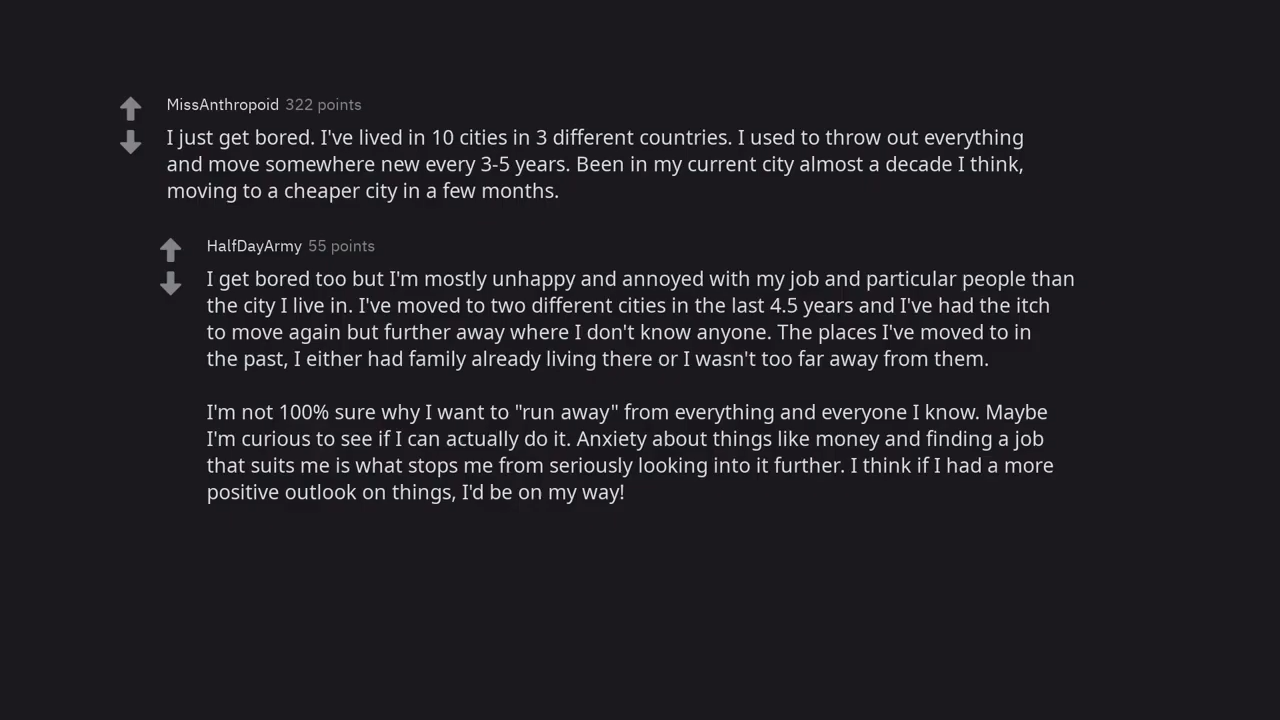 MissAnthropoid 322 points
I just get bored. I've lived in 10 cities in 3 different countries. I used to throw out everything
and move somewhere new every 3-5 years. Been in my current city almost a decade I think,
moving to a cheaper city in a few months.
HalfDayArmy 55 points
I get bored too but I'm mostly unhappy and annoyed with my job and particular people than
the city I live in. I've moved to two different cities in the last 4.5 years and I've had the itch
to move again but further away where I don't know anyone. The places I've moved to in
the past, I either had family already living there or I wasn't too far away from them.
I'm not 100% sure why I want to "run away" from everything and everyone I know. Maybe
I'm curious to see if I can actually do it. Anxiety about things like money and finding a job
that suits me is what stops me from seriously looking into it further. I think if I had a more
positive outlook on things, I'd be on my way!